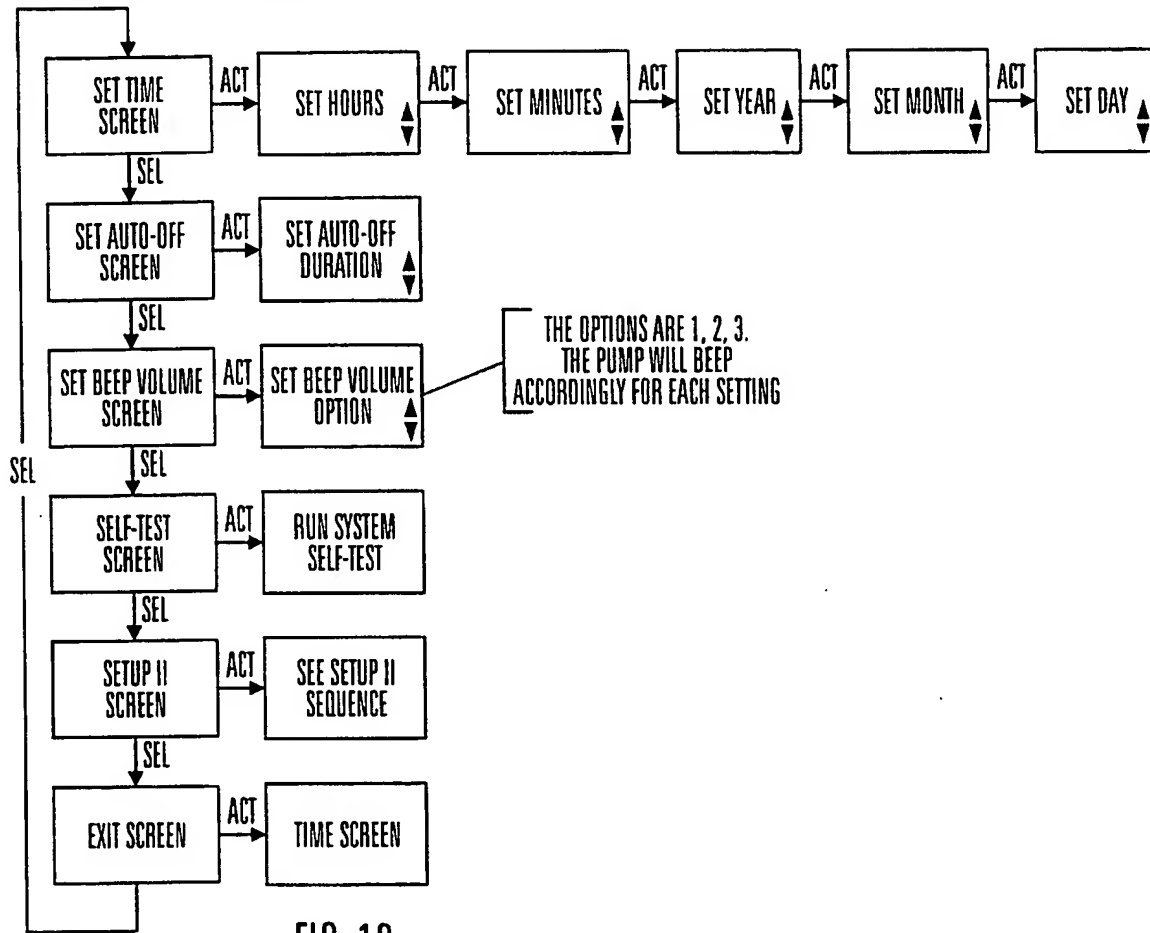 SET TIME
SCREEN
ACT
SET HOURS
ACT
SET MINUTES
ACT
SET YEAR
ACT
SET MONTH
ACT
SET DAY
SEL
SET AUTO-OFF
SCREEN
ACT
SET AUTO-OFF
DURATION
SEL
SET BEEP VOLUME
SCREEN
ACT
SET BEEP VOLUME
OPTION
THE OPTIONS ARE 1, 2, 3.
THE PUMP WILL BEEP
ACCORDINGLY FOR EACH SETTING
SEL
SEL
SELF-TEST
SCREEN
ACT
RUN SYSTEM
SELF-TEST
SEL
SETUP II
SCREEN
ACT
SEE SETUP II
SEQUENCE
SEL
EXIT SCREEN
ACT
TIME SCREEN